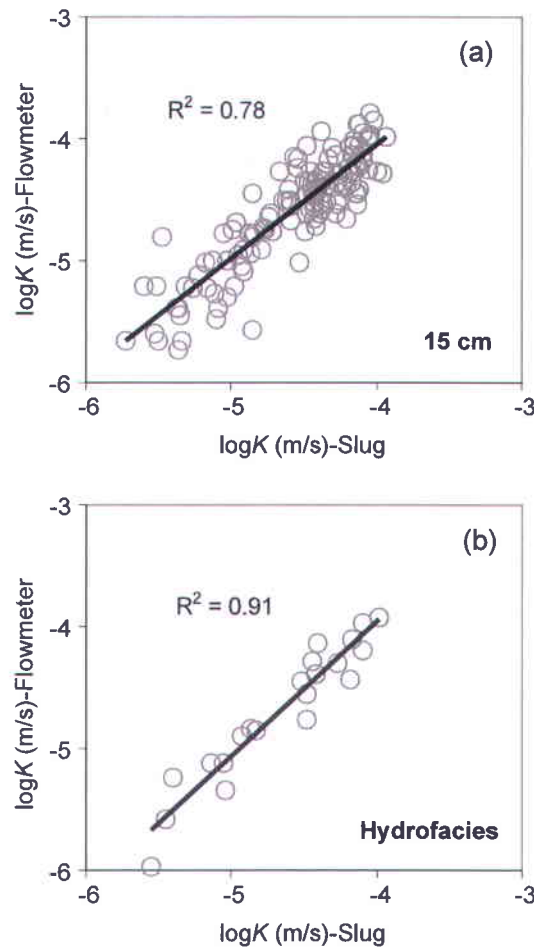 (a)
R² = 0.78
-3
-4
-5
-6
logK (m/s)-Flowmeter
15 cm
-6
-5
-4
-3
logK (m/s)-Slug
(b)
R² = 0.91
-3
-4
-5
-6
logK (m/s)-Flowmeter
Hydrofacies
-6
-5
-4
-3
logK (m/s)-Slug